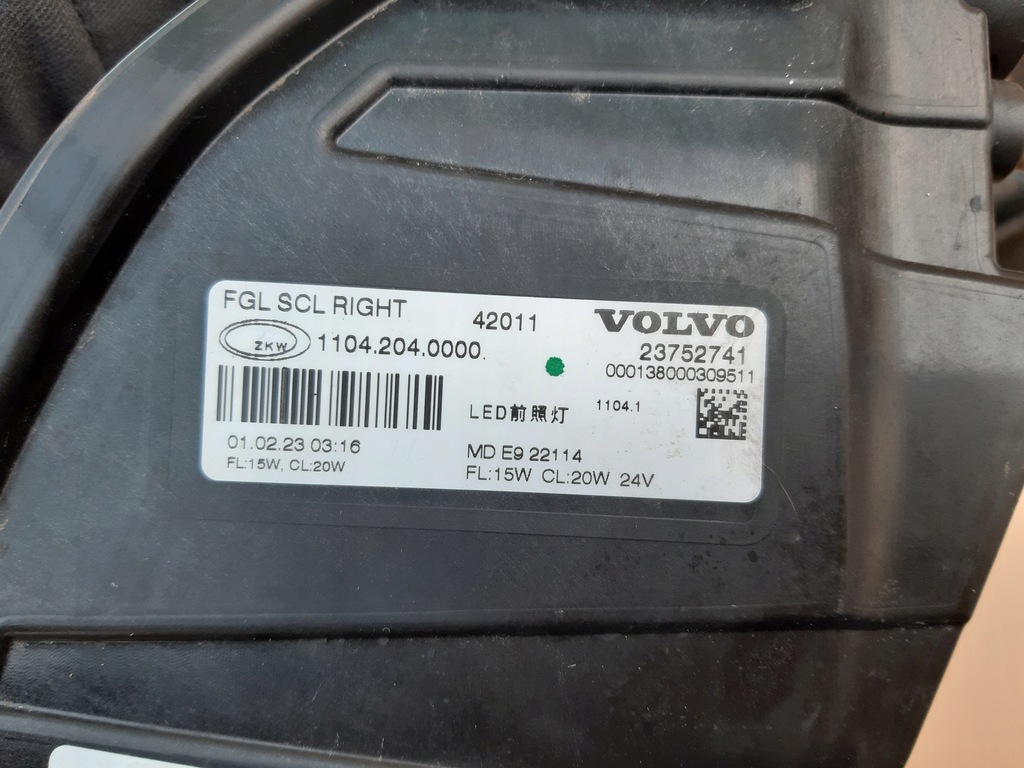 FGL SCL RIGHT 42011 VOLVO
ZKW 1104.204.0000. 23752741
000138000309511
LED前照灯 1104.1
01.02.23 03:16 MD E9 22114
FL:15W, CL:20W FL:15W CL:20W 24V